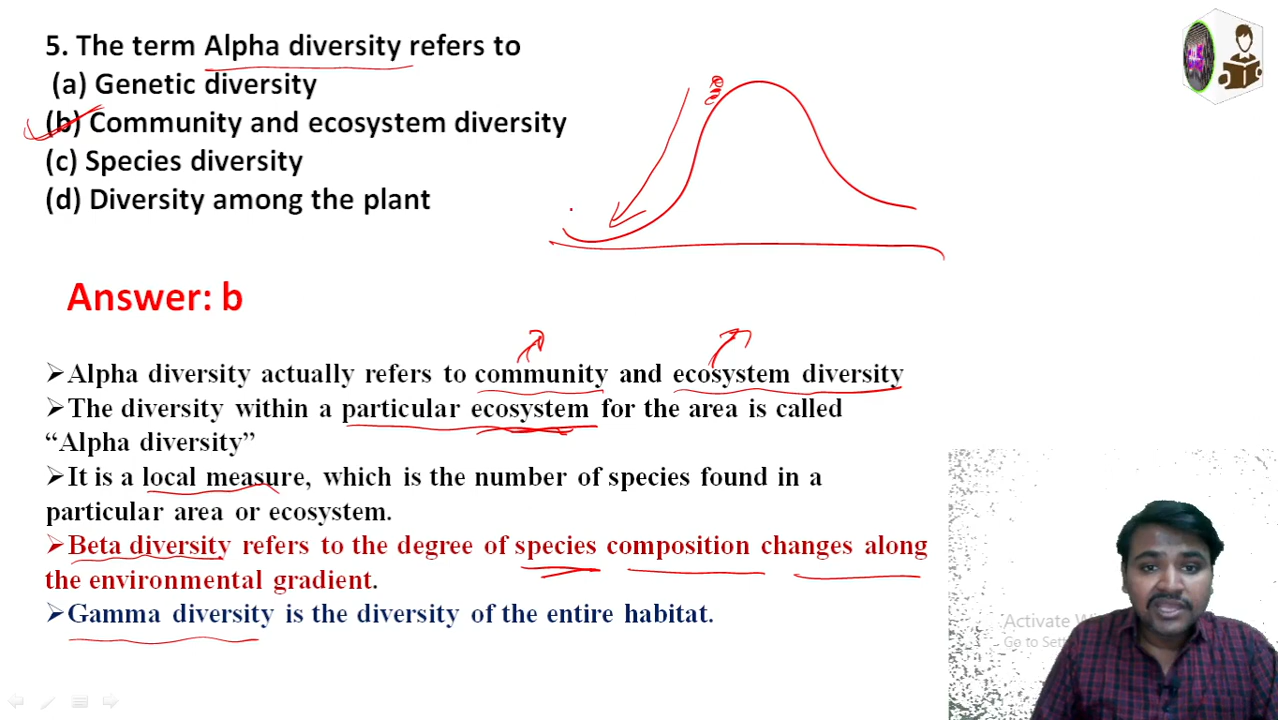 5. The term Alpha diversity refers to
(a) Genetic diversity
(b) Community and ecosystem diversity
(c) Species diversity
(d) Diversity among the plant
Answer: b
➢Alpha diversity actually refers to community and ecosystem diversity
➢The diversity within a particular ecosystem for the area is called
“Alpha diversity”
➢It is a local measure, which is the number of species found in a
particular area or ecosystem.
➢Beta diversity refers to the degree of species composition changes along
the environmental gradient.
➢Gamma diversity is the diversity of the entire habitat.
Activate
Go to